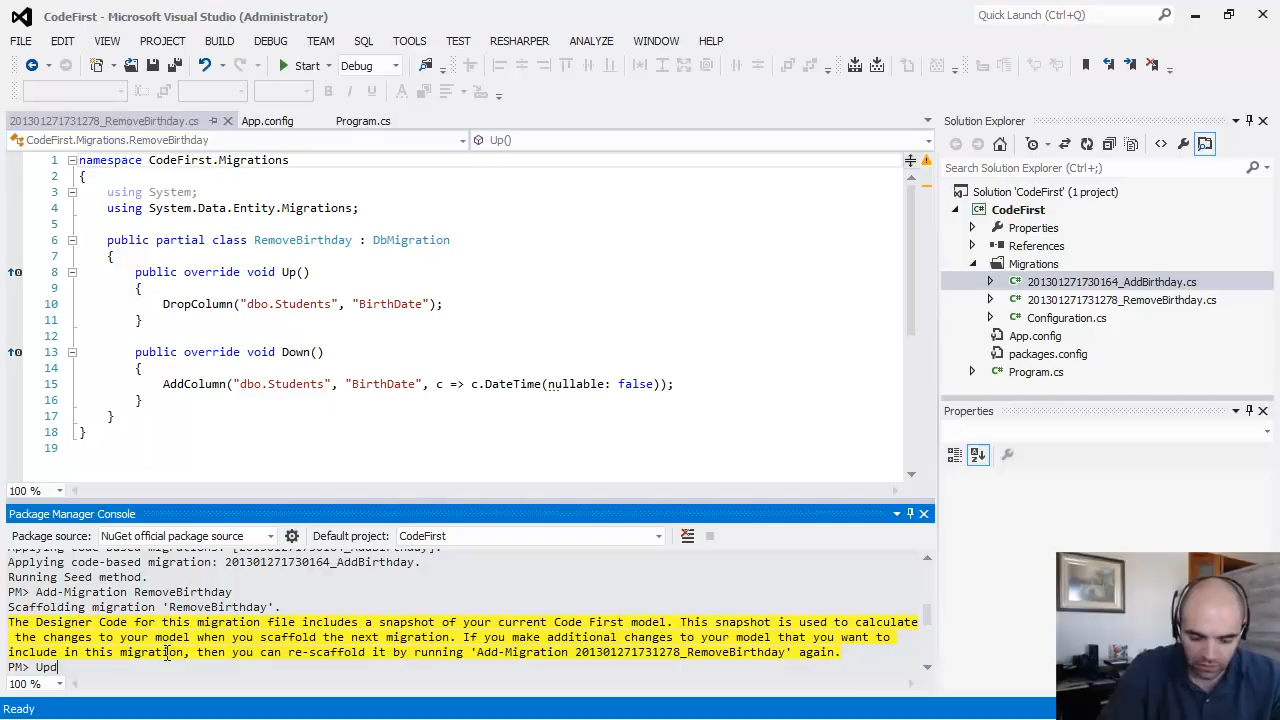 CodeFirst - Microsoft Visual Studio (Administrator)
Quick Launch (Ctrl+Q)
FILE EDIT VIEW PROJECT BUILD DEBUG TEAM SQL TOOLS TEST RESHARPER ANALYZE WINDOW HELP
Start Debug
201301271731278_RemoveBirthday.cs App.config Program.cs
CodeFirst.Migrations.RemoveBirthday Up()
1 namespace CodeFirst.Migrations
2 {
3 using System;
4 using System.Data.Entity.Migrations;
5
6 public partial class RemoveBirthday : DbMigration
7 {
8 public override void Up()
9 {
10 DropColumn("dbo.Students", "BirthDate");
11 }
12
13 public override void Down()
14 {
15 AddColumn("dbo.Students", "BirthDate", c => c.DateTime(nullable: false));
16 }
17 }
18 }
19
100 %
Package Manager Console
Package source: NuGet official package source Default project: CodeFirst
Applying code-based migrations: [201301271730164_AddBirthday].
Applying code-based migration: 201301271730164_AddBirthday.
Running Seed method.
PM> Add-Migration RemoveBirthday
Scaffolding migration 'RemoveBirthday'.
The Designer Code for this migration file includes a snapshot of your current Code First model. This snapshot is used to calculate
the changes to your model when you scaffold the next migration. If you make additional changes to your model that you want to
include in this migration, then you can re-scaffold it by running 'Add-Migration 201301271731278_RemoveBirthday' again.
PM> Upd
100 %
Ready
Solution Explorer
Search Solution Explorer (Ctrl+;)
Solution 'CodeFirst' (1 project)
CodeFirst
Properties
References
Migrations
201301271730164_AddBirthday.cs
201301271731278_RemoveBirthday.cs
Configuration.cs
App.config
packages.config
Program.cs
Properties